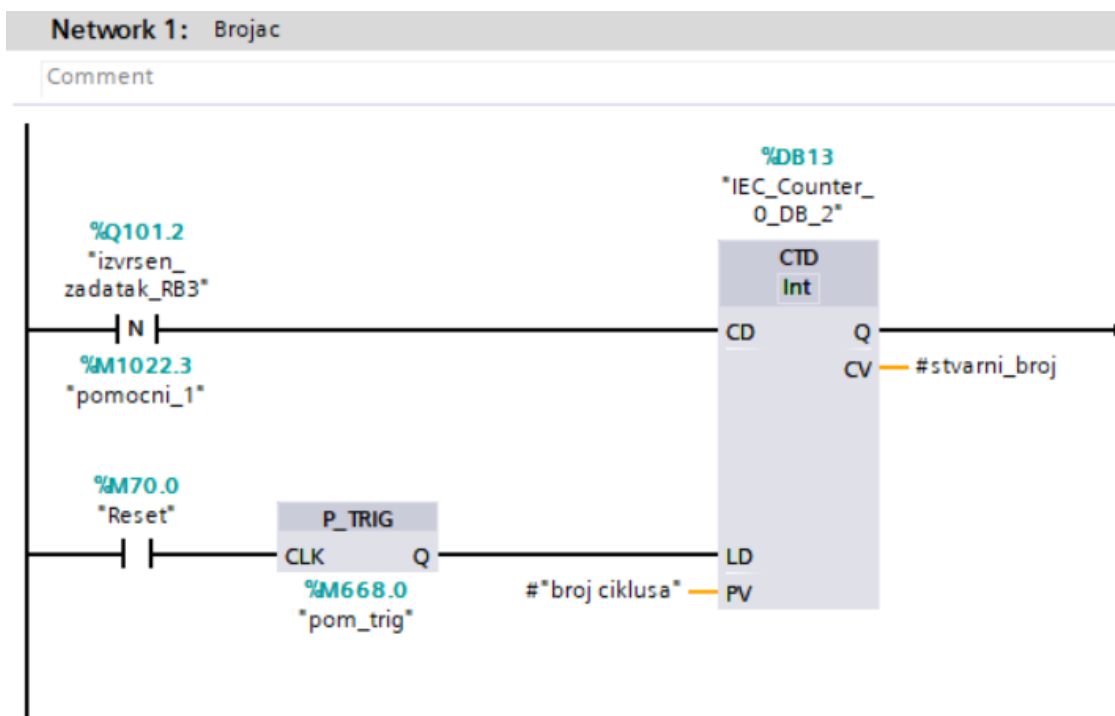 Network 1: Brojac
Comment
%DB13
"IEC_Counter_
0_DB_2"
%Q101.2
"izvrsen_
zadatak_RB3"
CTD
Int
N
CD
Q
%M1022.3
"pomocni_1"
CV
#stvarni_broj
%M70.0
"Reset"
P_TRIG
CLK
Q
LD
%M668.0
"pom_trig"
#"broj ciklusa"
PV